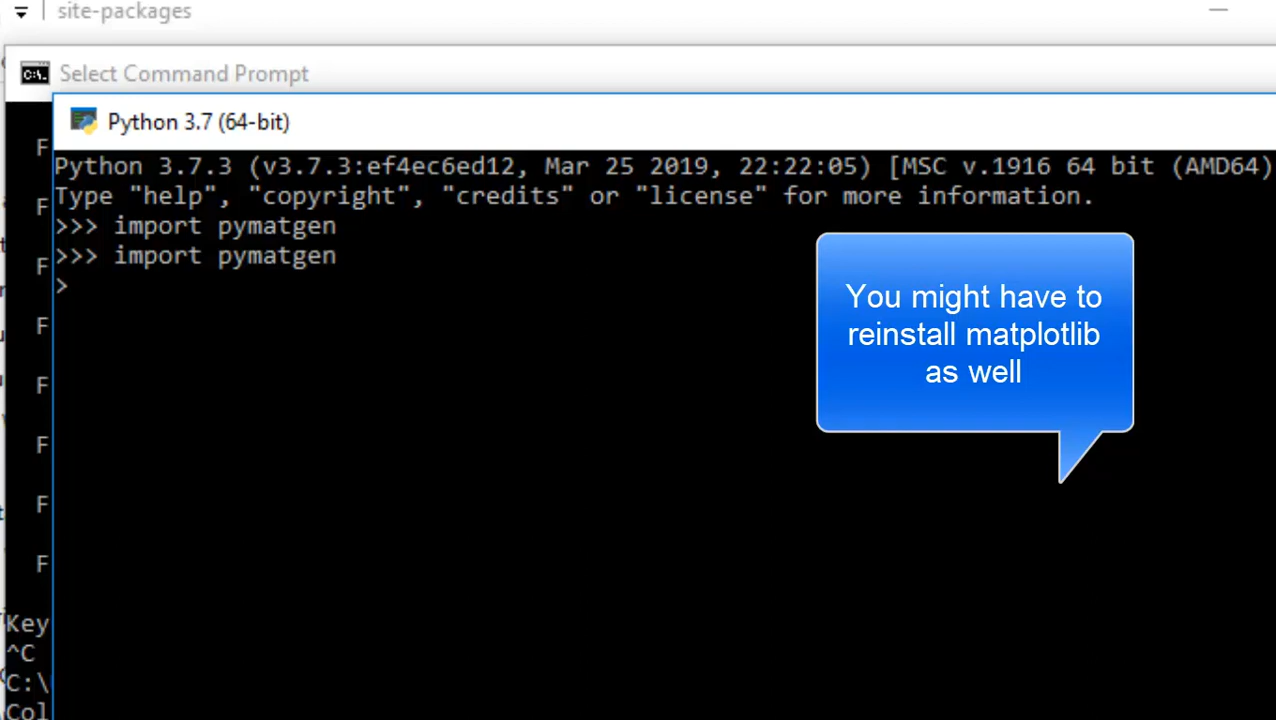 site-packages
Select Command Prompt
Python 3.7 (64-bit)
Python 3.7.3 (v3.7.3:ef4ec6ed12, Mar 25 2019, 22:22:05) [MSC v.1916 64 bit (AMD64)
Type "help", "copyright", "credits" or "license" for more information.
>>> import pymatgen
>>> import pymatgen
>
You might have to
reinstall matplotlib
as well
F
F
F
F
F
F
F
F
Key
^C
C:\
Col